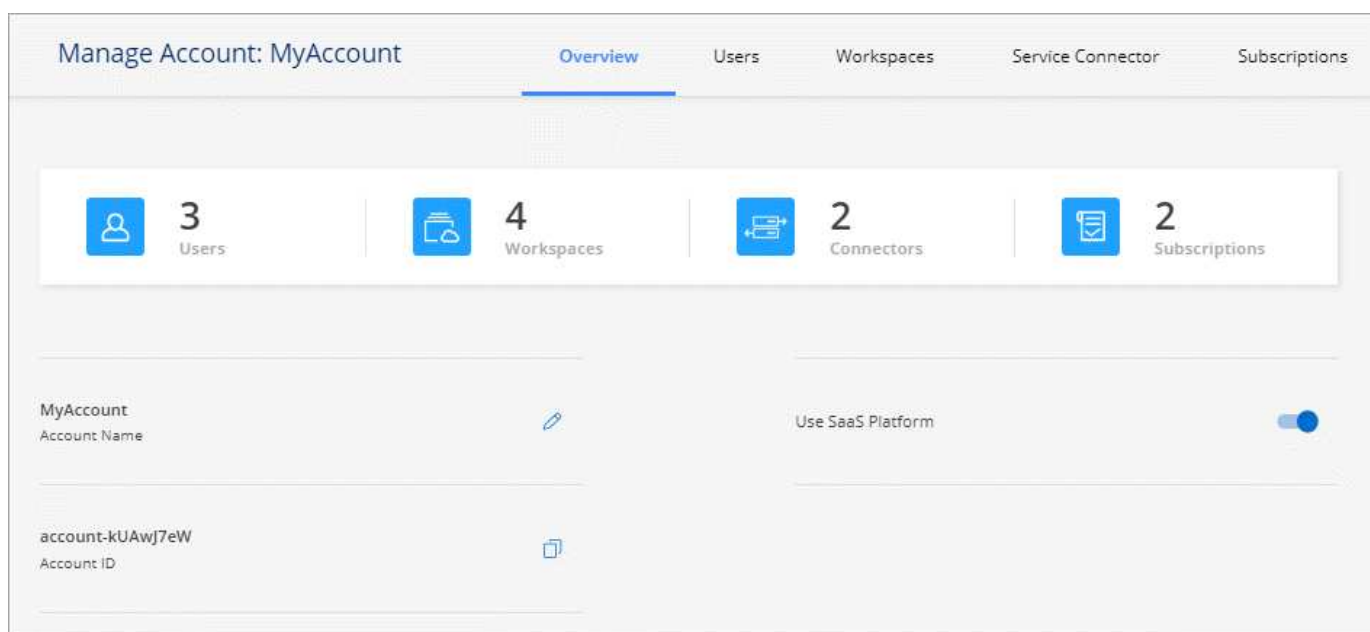 Manage Account: MyAccount
Overview
Users
Workspaces
Service Connector
Subscriptions
3
Users
4
Workspaces
2
Connectors
2
Subscriptions
MyAccount
Account Name
Use SaaS Platform
account-kUAwJ7eW
Account ID